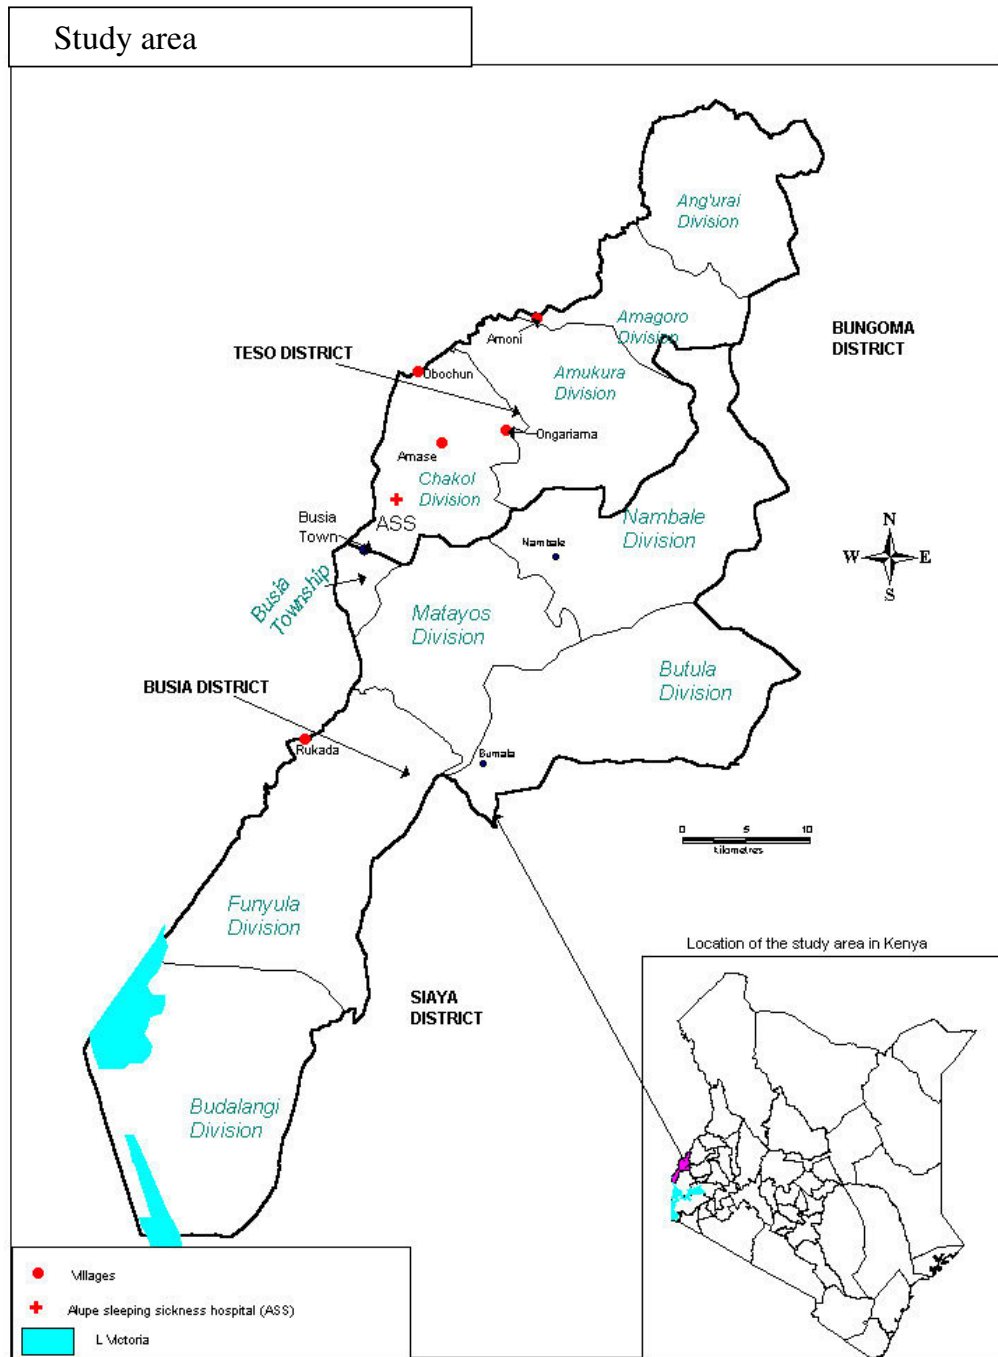 Study area
Ang'urai
Division
Amagoro
Division
BUNGOMA
DISTRICT
Amoni
TESO DISTRICT
Obochun
Amukura
Division
Ongariama
Amase
Chakol
Division
ASS
Busia
Town
Nambale
Division
Nambale
N
W
E
S
Busia
Township
Matayos
Division
Butula
Division
BUSIA DISTRICT
Rukada
Bumala
0 5 10
kilometres
Funyula
Division
Location of the study area in Kenya
SIAYA
DISTRICT
Budalangi
Division
Villages
Alupe sleeping sickness hospital (ASS)
L Victoria